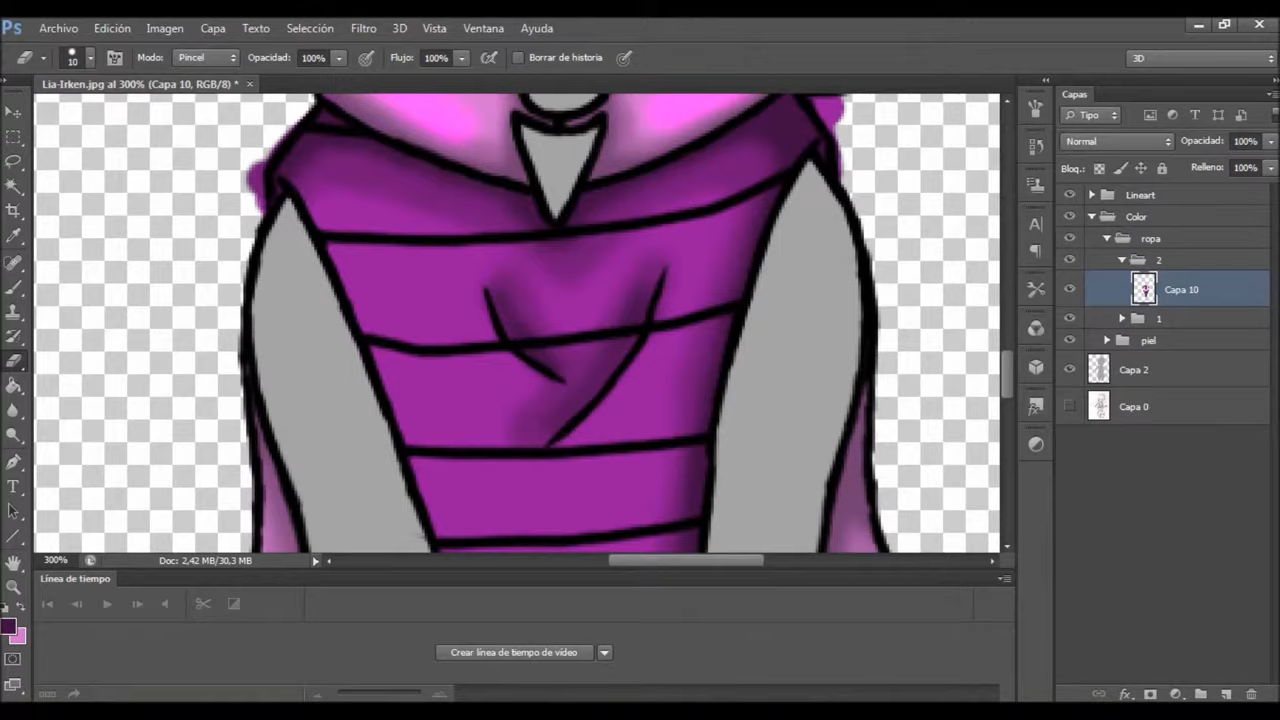 Ps Archivo Edición Imagen Capa Texto Selección Filtro 3D Vista Ventana Ayuda
10 Modo: Pincel Opacidad: 100% Flujo: 100% Borrar de historia 3D
Lia-Irken.jpg al 300% (Capa 10, RGB/8) * ×
Capas
Tipo
Normal Opacidad: 100%
Bloq.: Relleno: 100%
Lineart
Color
ropa
2
Capa 10
1
piel
Capa 2
Capa 0
300% Doc: 2,42 MB/30,3 MB
Línea de tiempo
Crear línea de tiempo de vídeo